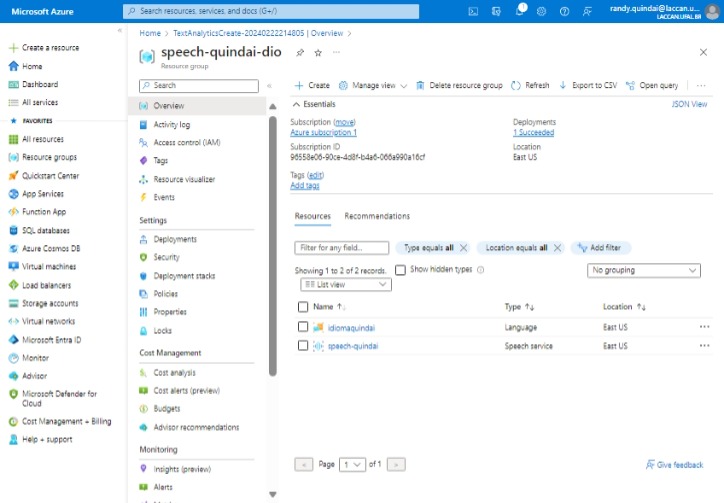 Microsoft Azure
Search resources, services, and docs (G+/)
randy.quindai@laccan.u...
LACCAN.UFAL.BR
Create a resource
Home
Dashboard
All services
FAVORITES
All resources
Resource groups
Quickstart Center
App Services
Function App
SQL databases
Azure Cosmos DB
Virtual machines
Load balancers
Storage accounts
Virtual networks
Microsoft Entra ID
Monitor
Advisor
Microsoft Defender for
Cloud
Cost Management + Billing
Help + support
Home > TextAnalyticsCreate-20240222214805 | Overview >
speech-quindai-dio
Resource group
Search
Overview
Activity log
Access control (IAM)
Tags
Resource visualizer
Events
Settings
Deployments
Security
Deployment stacks
Policies
Properties
Locks
Cost Management
Cost analysis
Cost alerts (preview)
Budgets
Advisor recommendations
Monitoring
Insights (preview)
Alerts
Create Manage view Delete resource group Refresh Export to CSV Open query
Essentials JSON View
Subscription (move)
Azure subscription 1
Subscription ID
96558e06-90ce-4d8f-b4a6-066a990a16cf
Deployments
1 Succeeded
Location
East US
Tags (edit)
Add tags
Resources Recommendations
Filter for any field... Type equals all Location equals all Add filter
Showing 1 to 2 of 2 records. Show hidden types No grouping
List view
Name Type Location
idiomaquindai Language East US
speech-quindai Speech service East US
Page 1 of 1 Give feedback